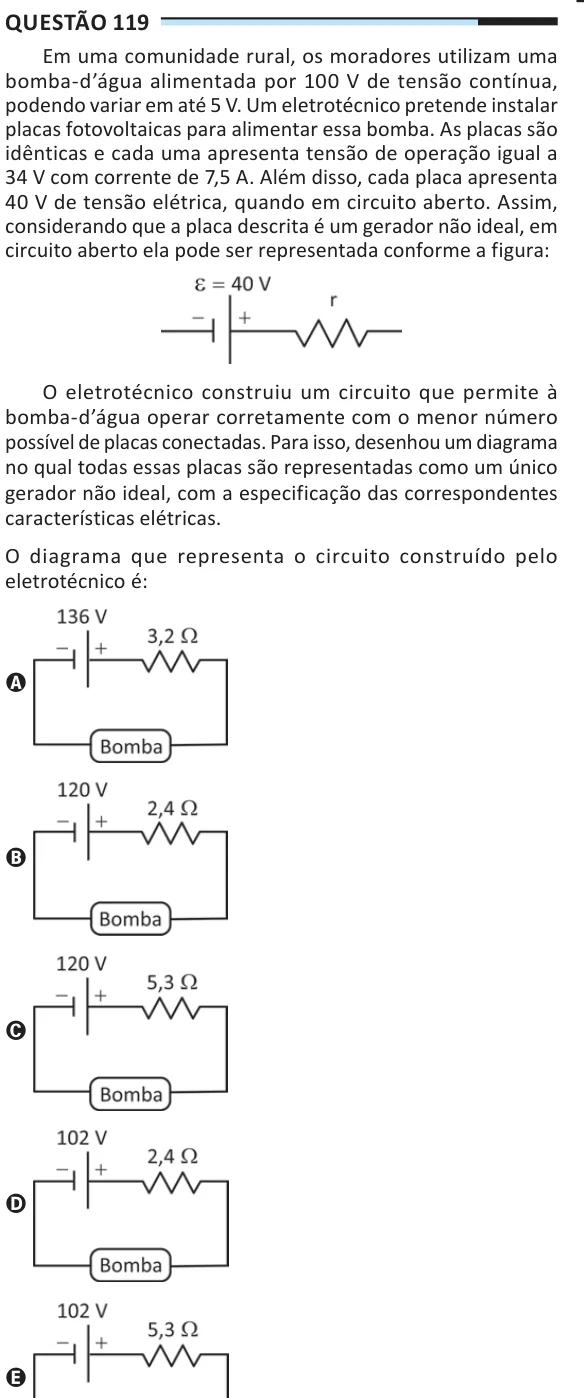 QUESTÃO 119
Em uma comunidade rural, os moradores utilizam uma
bomba-d’água alimentada por 100 V de tensão contínua,
podendo variar em até 5 V. Um eletrotécnico pretende instalar
placas fotovoltaicas para alimentar essa bomba. As placas são
idênticas e cada uma apresenta tensão de operação igual a
34 V com corrente de 7,5 A. Além disso, cada placa apresenta
40 V de tensão elétrica, quando em circuito aberto. Assim,
considerando que a placa descrita é um gerador não ideal, em
circuito aberto ela pode ser representada conforme a figura:
ε = 40 V
r
− +
O eletrotécnico construiu um circuito que permite à
bomba-d’água operar corretamente com o menor número
possível de placas conectadas. Para isso, desenhou um diagrama
no qual todas essas placas são representadas como um único
gerador não ideal, com a especificação das correspondentes
características elétricas.
O diagrama que representa o circuito construído pelo
eletrotécnico é:
136 V
3,2 Ω
− +
A
Bomba
120 V
2,4 Ω
− +
B
Bomba
120 V
5,3 Ω
− +
C
Bomba
102 V
2,4 Ω
− +
D
Bomba
102 V
5,3 Ω
− +
E